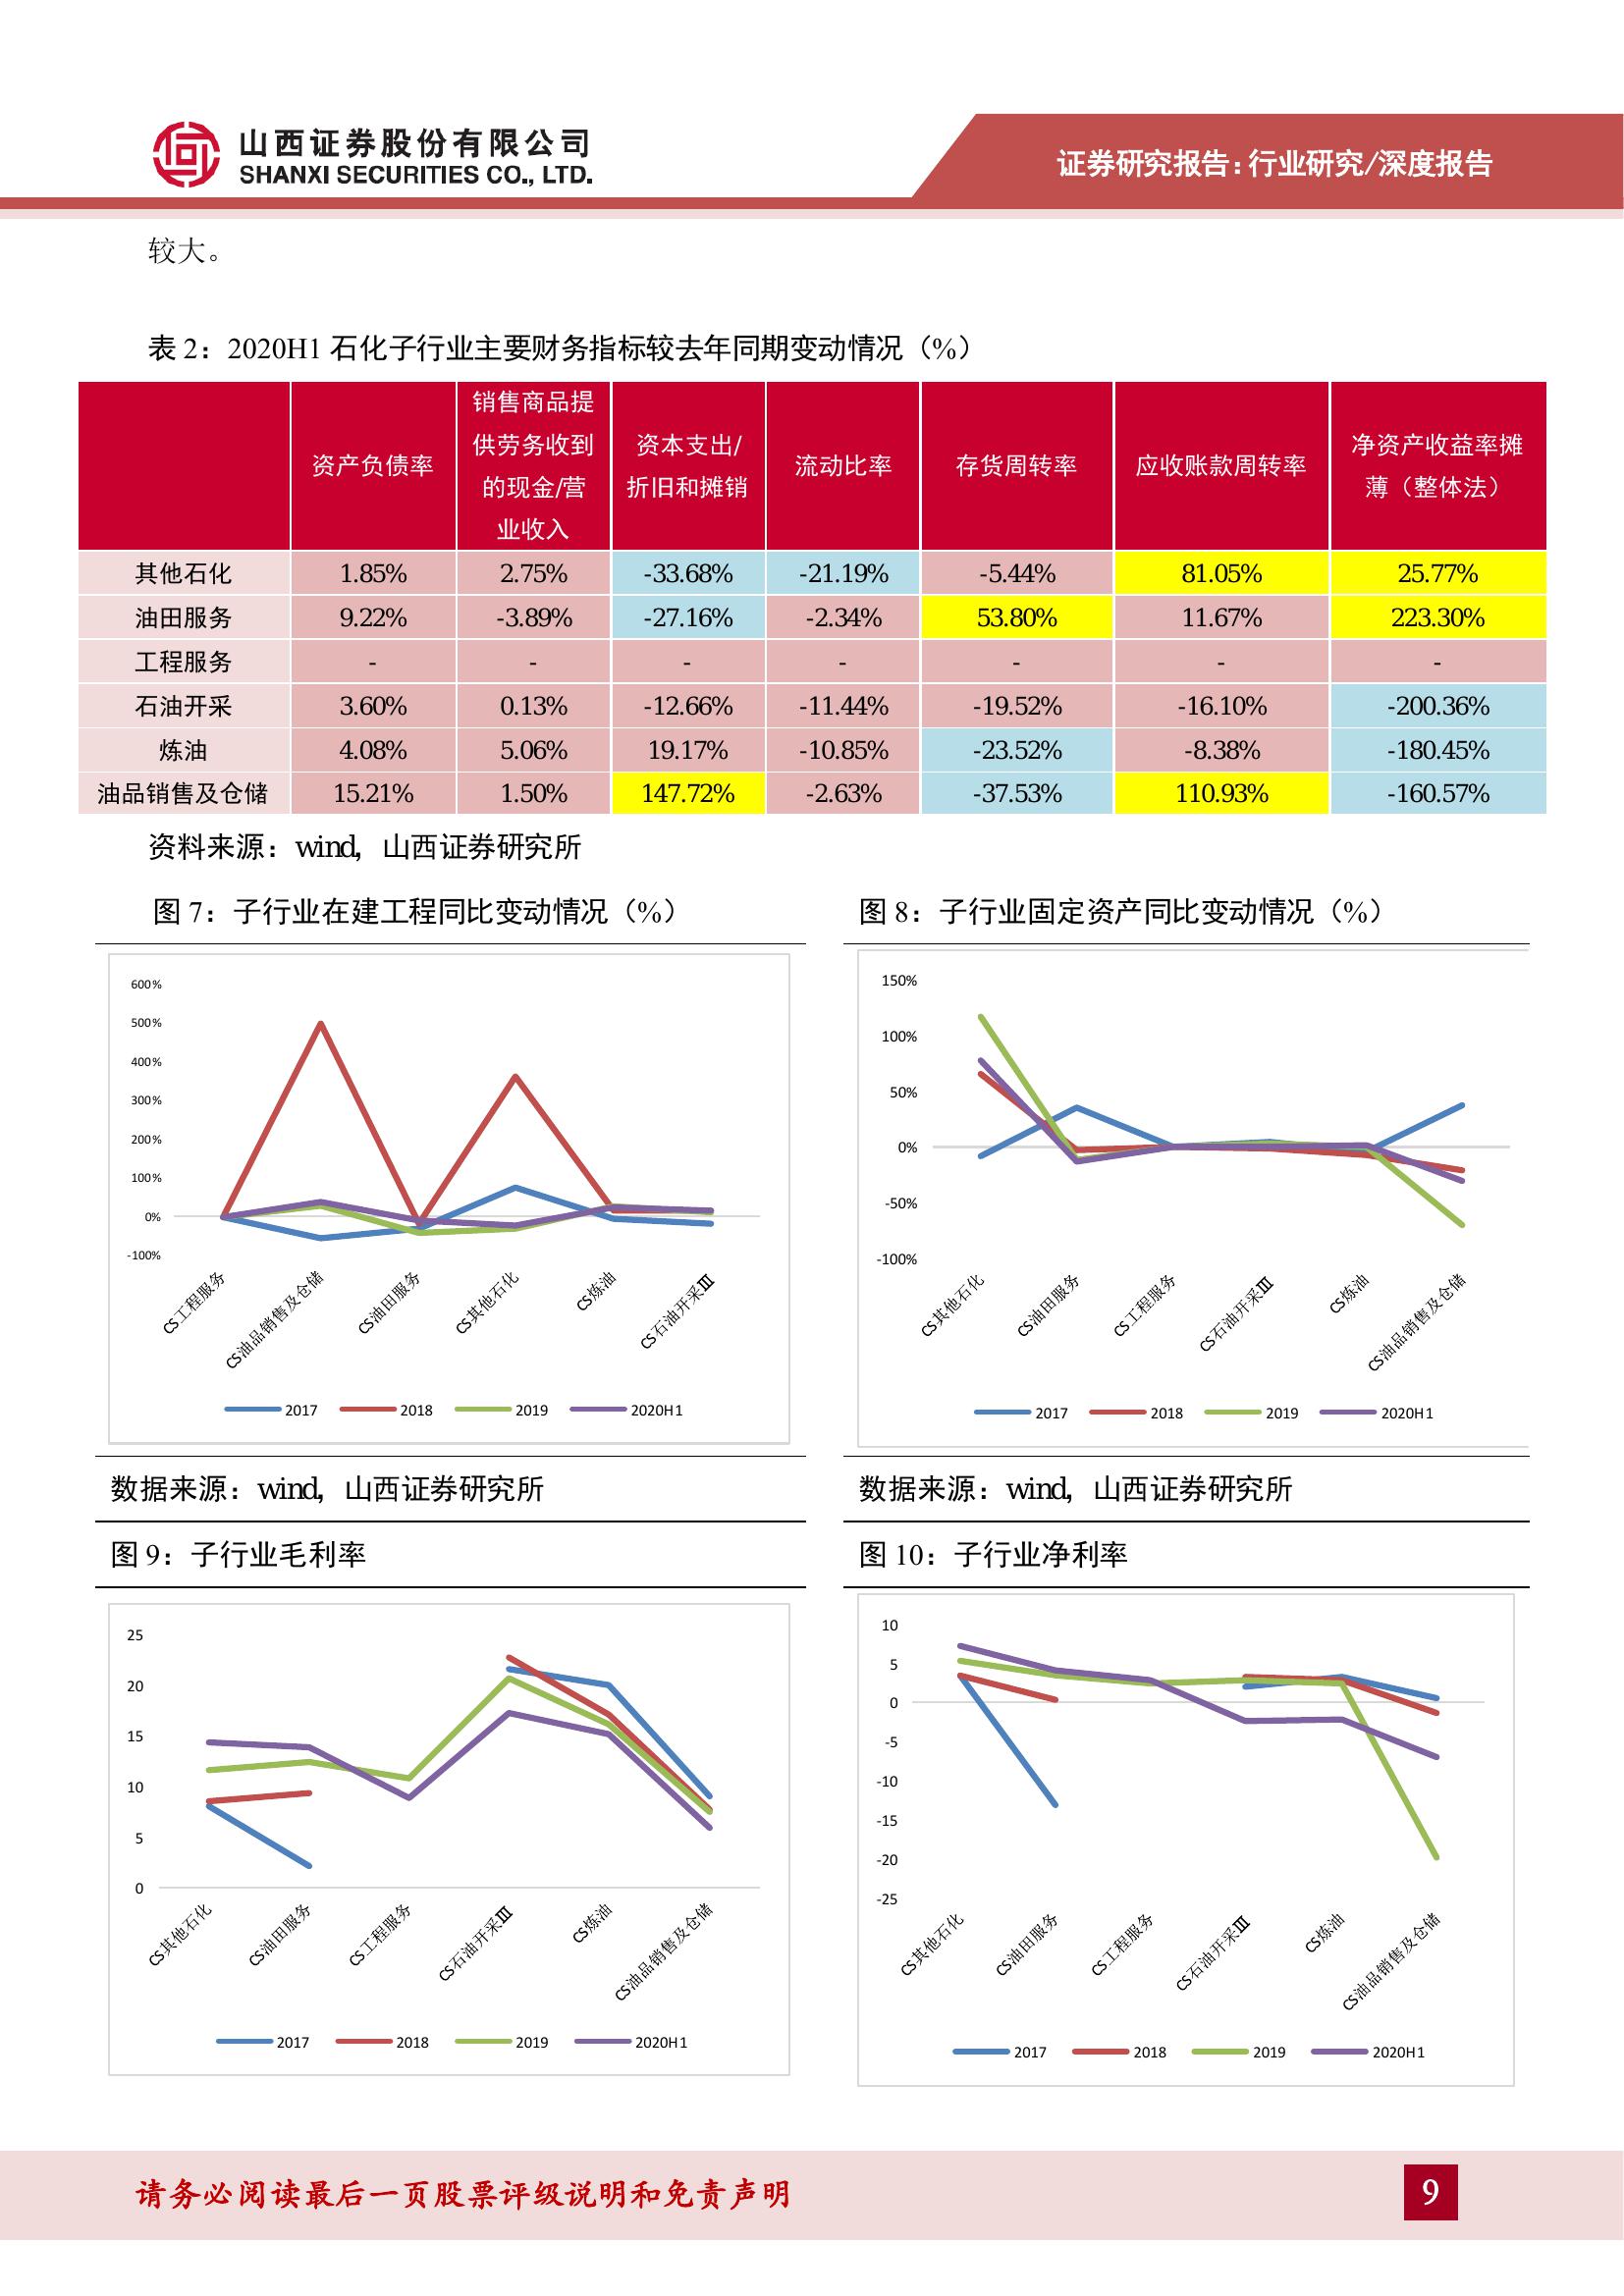 山西证券股份有限公司
SHANXI SECURITIES CO., LTD.
证券研究报告:行业研究/深度报告
较大。
表 2：2020H1 石化子行业主要财务指标较去年同期变动情况（%）
资产负债率 销售商品提供劳务收到的现金/营业收入 资本支出/折旧和摊销 流动比率 存货周转率 应收账款周转率 净资产收益率摊薄（整体法）
其他石化 1.85% 2.75% -33.68% -21.19% -5.44% 81.05% 25.77%
油田服务 9.22% -3.89% -27.16% -2.34% 53.80% 11.67% 223.30%
工程服务 - - - - - - -
石油开采 3.60% 0.13% -12.66% -11.44% -19.52% -16.10% -200.36%
炼油 4.08% 5.06% 19.17% -10.85% -23.52% -8.38% -180.45%
油品销售及仓储 15.21% 1.50% 147.72% -2.63% -37.53% 110.93% -160.57%
资料来源：wind，山西证券研究所
图 7：子行业在建工程同比变动情况（%）
600%
500%
400%
300%
200%
100%
0%
-100%
CS工程服务
CS油品销售及仓储
CS油田服务
CS其他石化
CS炼油
CS石油开采Ⅲ
2017 2018 2019 2020H1
数据来源：wind，山西证券研究所
图 8：子行业固定资产同比变动情况（%）
150%
100%
50%
0%
-50%
-100%
CS其他石化
CS油田服务
CS工程服务
CS石油开采Ⅲ
CS炼油
CS油品销售及仓储
2017 2018 2019 2020H1
数据来源：wind，山西证券研究所
图 9：子行业毛利率
25
20
15
10
5
0
CS其他石化
CS油田服务
CS工程服务
CS石油开采Ⅲ
CS炼油
CS油品销售及仓储
2017 2018 2019 2020H1
图 10：子行业净利率
10
5
0
-5
-10
-15
-20
-25
CS其他石化
CS油田服务
CS工程服务
CS石油开采Ⅲ
CS炼油
CS油品销售及仓储
2017 2018 2019 2020H1
请务必阅读最后一页股票评级说明和免责声明
9